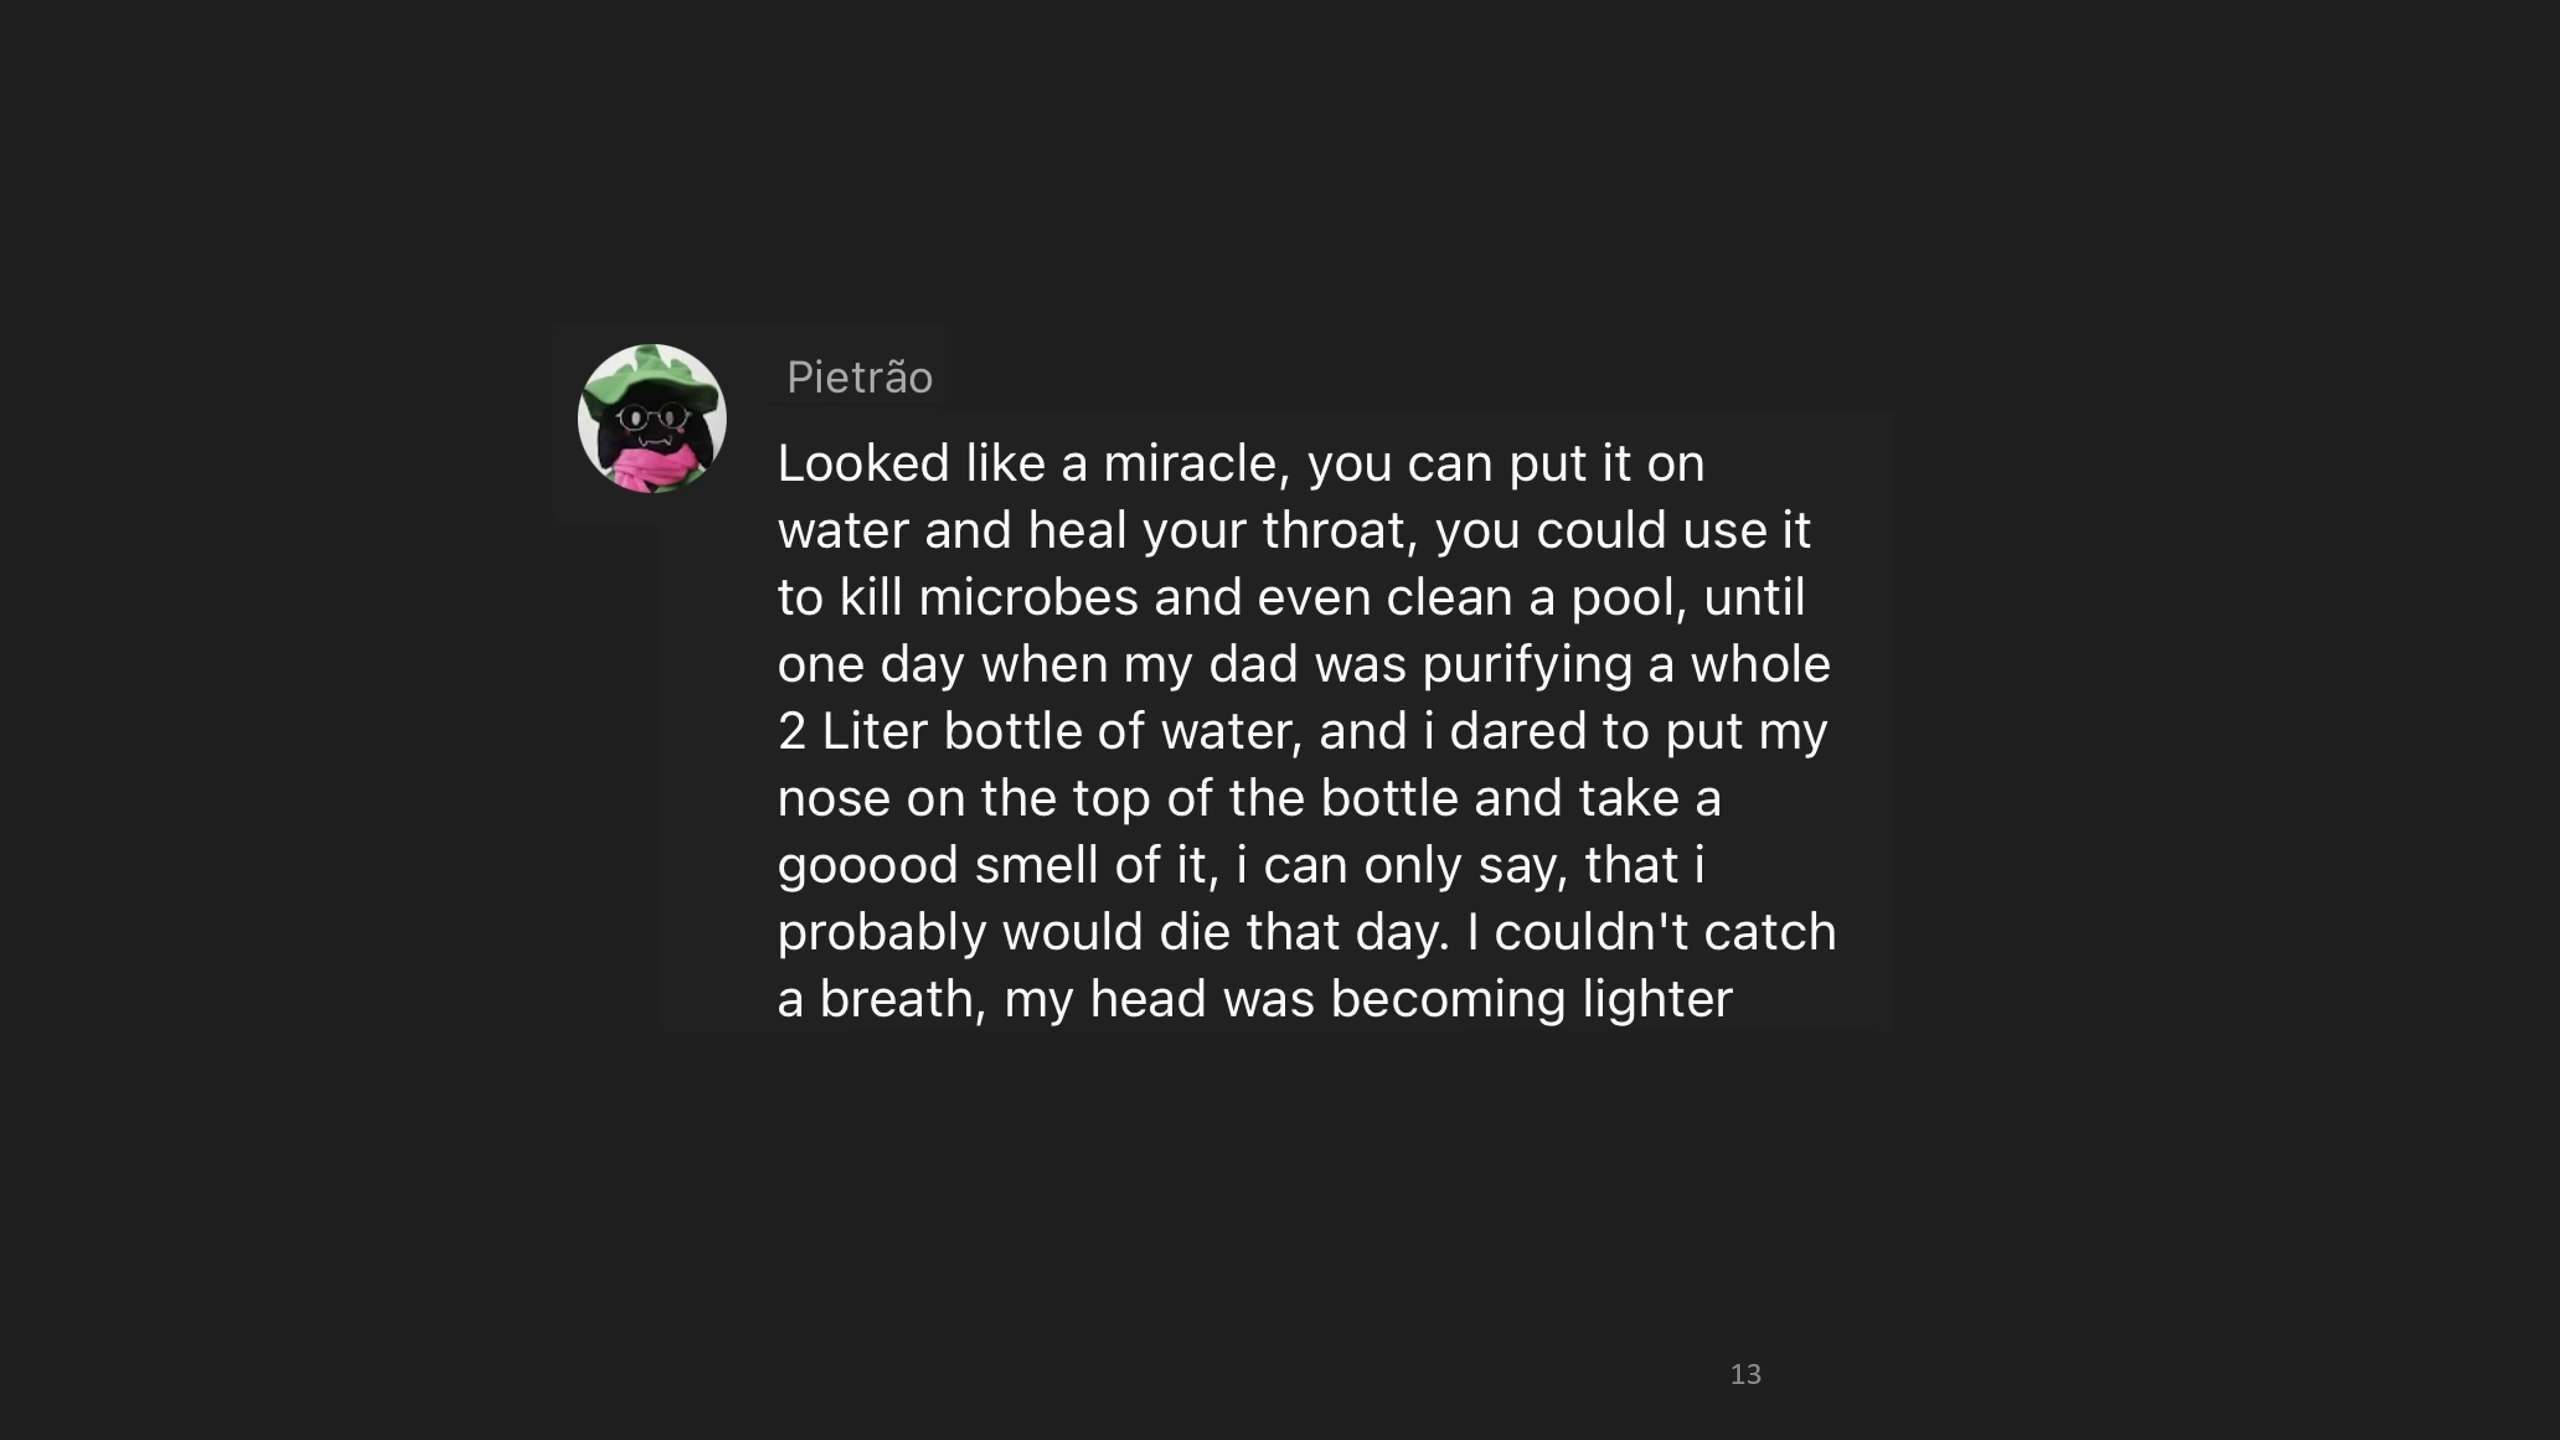 Pietrão
Looked like a miracle, you can put it on
water and heal your throat, you could use it
to kill microbes and even clean a pool, until
one day when my dad was purifying a whole
2 Liter bottle of water, and i dared to put my
nose on the top of the bottle and take a
gooood smell of it, i can only say, that i
probably would die that day. I couldn't catch
a breath, my head was becoming lighter
13